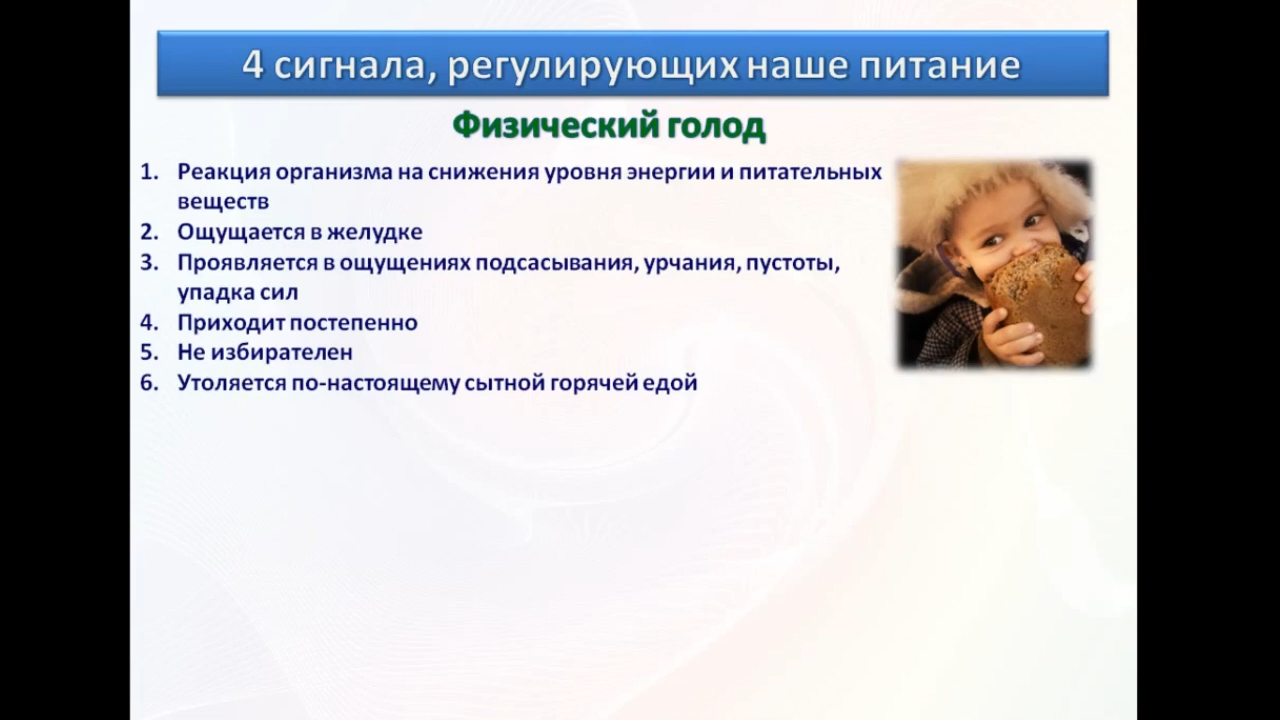 4 сигнала, регулирующих наше питание
Физический голод
1. Реакция организма на снижения уровня энергии и питательных
веществ
2. Ощущается в желудке
3. Проявляется в ощущениях подсасывания, урчания, пустоты,
упадка сил
4. Приходит постепенно
5. Не избирателен
6. Утоляется по-настоящему сытной горячей едой